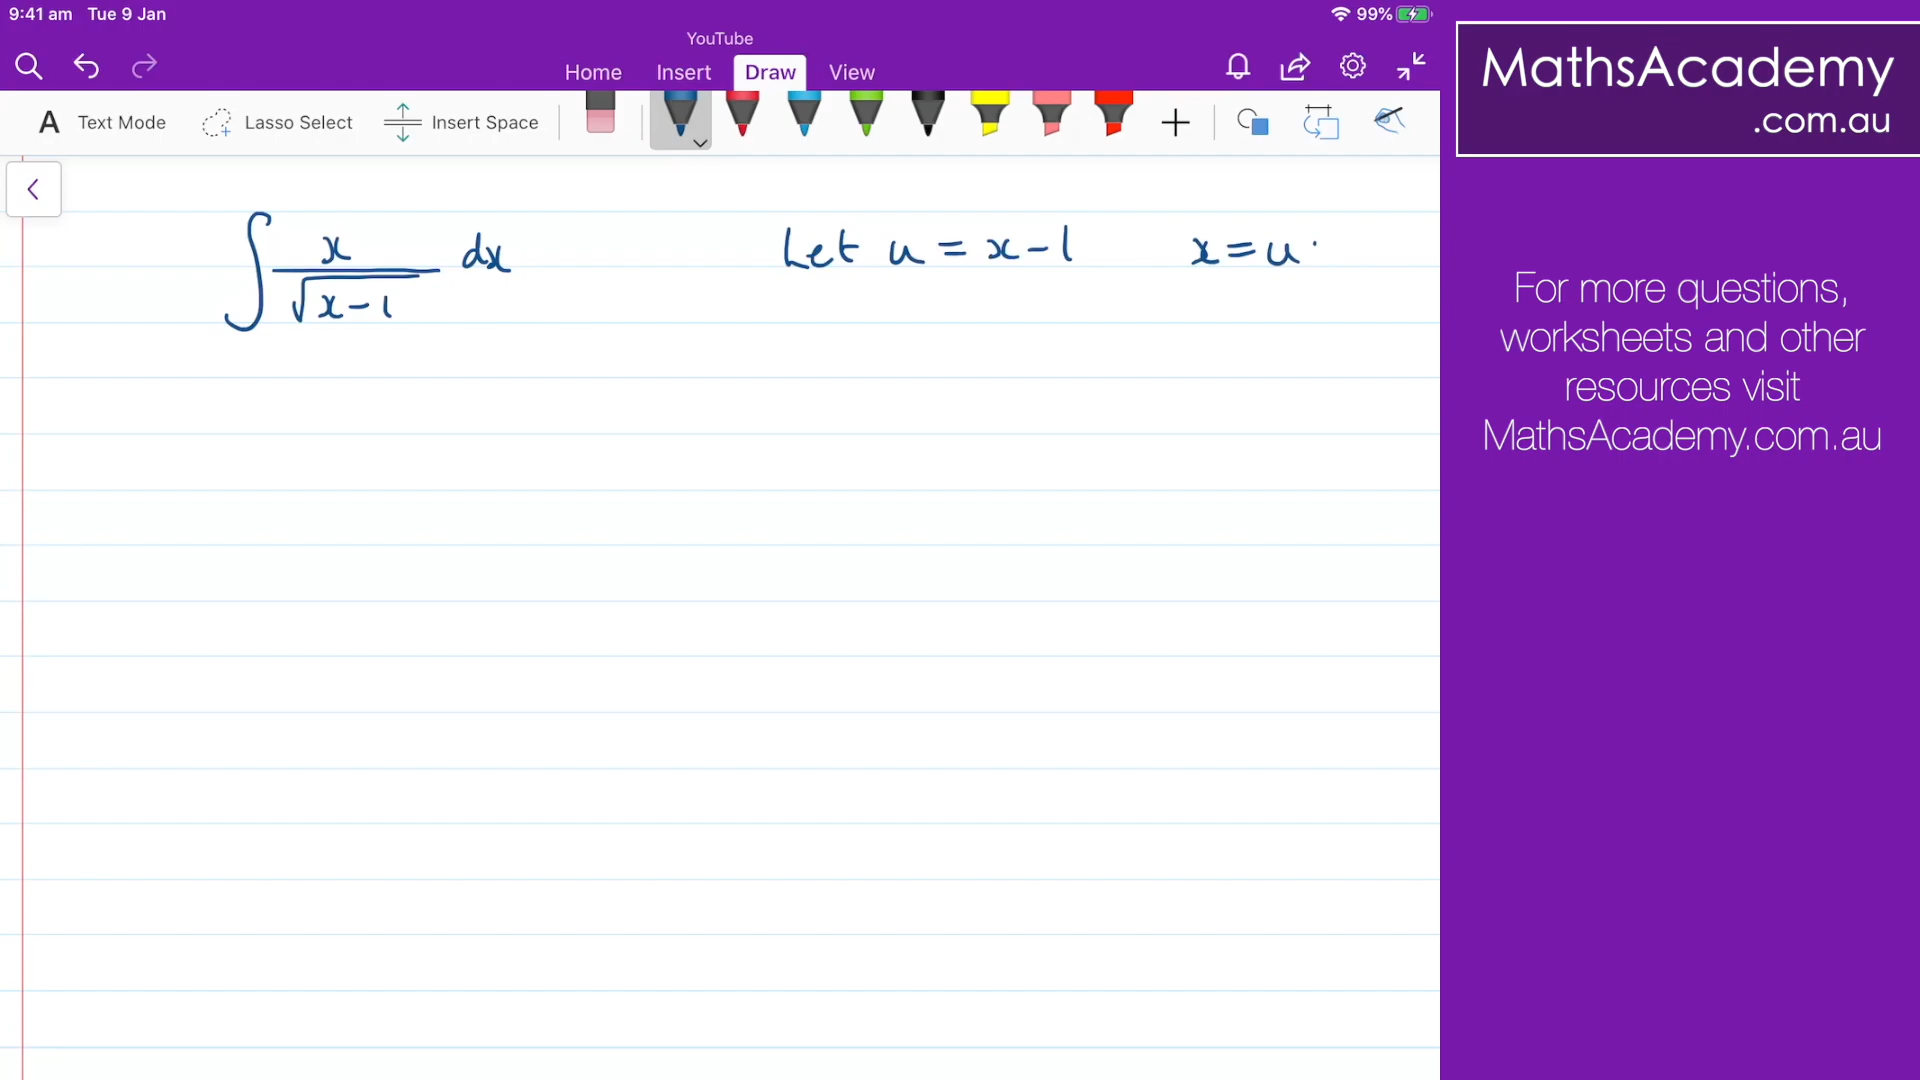 9:41 am Tue 9 Jan
99%
YouTube
Home Insert Draw View
A Text Mode Lasso Select Insert Space
∫ x/√(x-1) dx Let u = x-1 x = u ·
MathsAcademy
.com.au
For more questions,
worksheets and other
resources visit
MathsAcademy.com.au